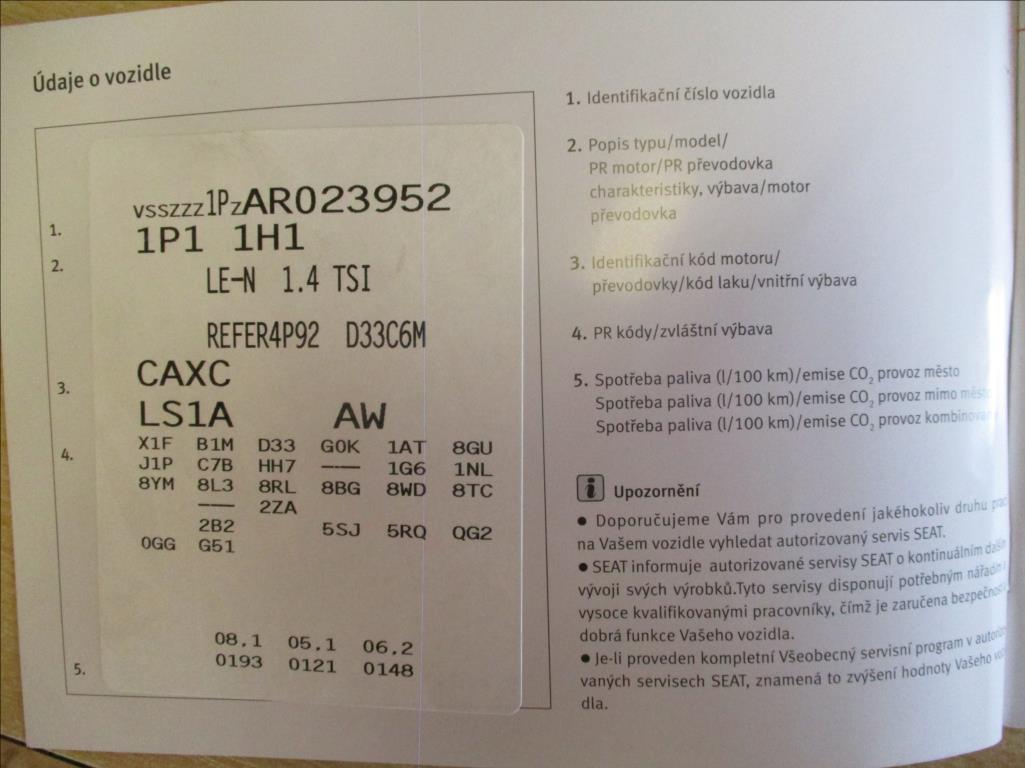 Údaje o vozidle
1.
vsszzz1PzAR023952
1P1 1H1
2.
LE-N 1.4 TSI
REFER4P92 D33C6M
3.
CAXC
LS1A AW
4.
X1F B1M D33 G0K 1AT 8GU
J1P C7B HH7 --- 1G6 1NL
8YM 8L3 8RL 8BG 8WD 8TC
--- 2ZA
2B2 5SJ 5RQ QG2
0GG G51
5.
08.1 05.1 06.2
0193 0121 0148
1. Identifikační číslo vozidla
2. Popis typu/model/
PR motor/PR převodovka
charakteristiky, výbava/motor
převodovka
3. Identifikační kód motoru/
převodovky/kód laku/vnitřní výbava
4. PR kódy/zvláštní výbava
5. Spotřeba paliva (l/100 km)/emise CO₂ provoz město
Spotřeba paliva (l/100 km)/emise CO₂ provoz mimo město
Spotřeba paliva (l/100 km)/emise CO₂ provoz
i Upozornění
• Doporučujeme Vám pro provedení jakéhokoliv druhu
na Vašem vozidle vyhledat autorizovaný servis SEAT.
• SEAT informuje autorizované servisy SEAT o kontinuálním
vývoji svých výrobků.Tyto servisy disponují potřebným nářadím
vysoce kvalifikovanými pracovníky, čímž je zaručena
dobrá funkce Vašeho vozidla.
• Je-li proveden kompletní Všeobecný servisní program v
vaných servisech SEAT, znamená to zvýšení hodnoty Vašeho
dla.